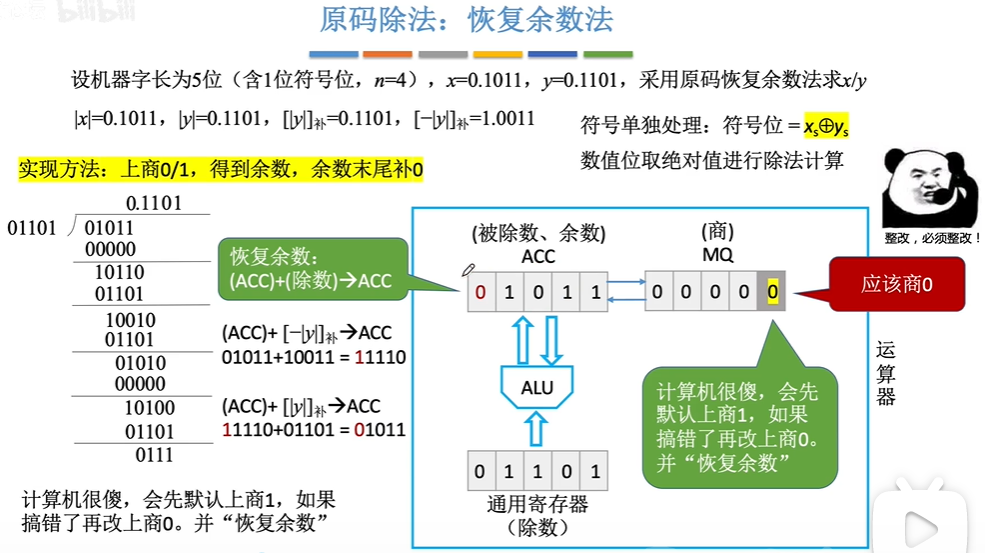 bilibili
原码除法：恢复余数法
设机器字长为5位（含1位符号位，n=4），x=0.1011，y=0.1101，采用原码恢复余数法求x/y
|x|=0.1011，|y|=0.1101，[|y|]补=0.1101，[−|y|]补=1.0011
符号单独处理：符号位＝xs⊕ys
数值位取绝对值进行除法计算
实现方法：上商0/1，得到余数，余数末尾补0
整改，必须整改！
0.1101
01101
01011
00000
10110
01101
10010
01101
01010
00000
10100
01101
0111
恢复余数：
(ACC)+(除数)→ACC
(ACC)+ [−|y|]补→ACC
01011+10011 = 11110
(ACC)+ [|y|]补→ACC
11110+01101 = 01011
计算机很傻，会先默认上商1，如果
搞错了再改上商0。并“恢复余数”
(被除数、余数)
ACC
0 1 0 1 1
(商)
MQ
0 0 0 0 0
应该商0
ALU
0 1 1 0 1
通用寄存器
（除数）
计算机很傻，会先
默认上商1，如果
搞错了再改上商0。
并“恢复余数”
运
算
器